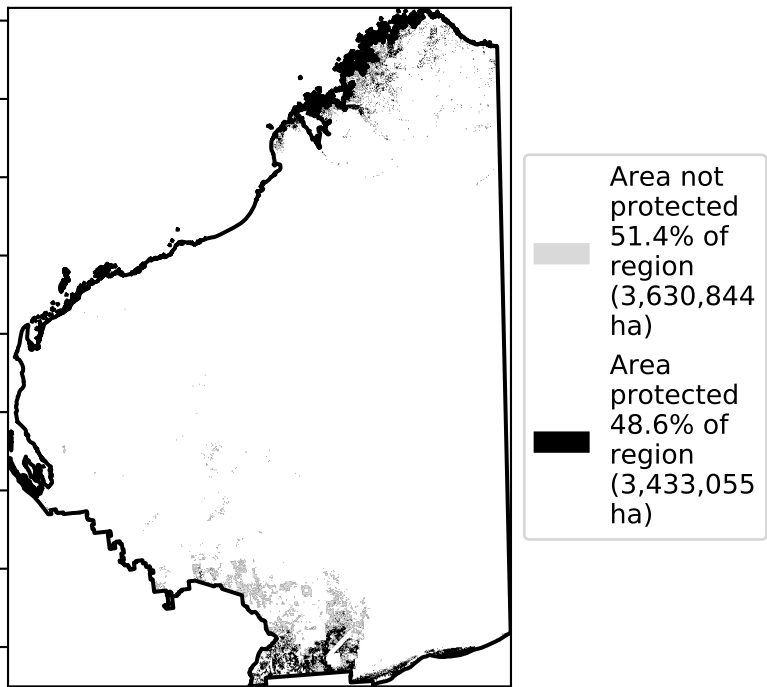 Area not
protected
51.4% of
region
(3,630,844
ha)
Area
protected
48.6% of
region
(3,433,055
ha)